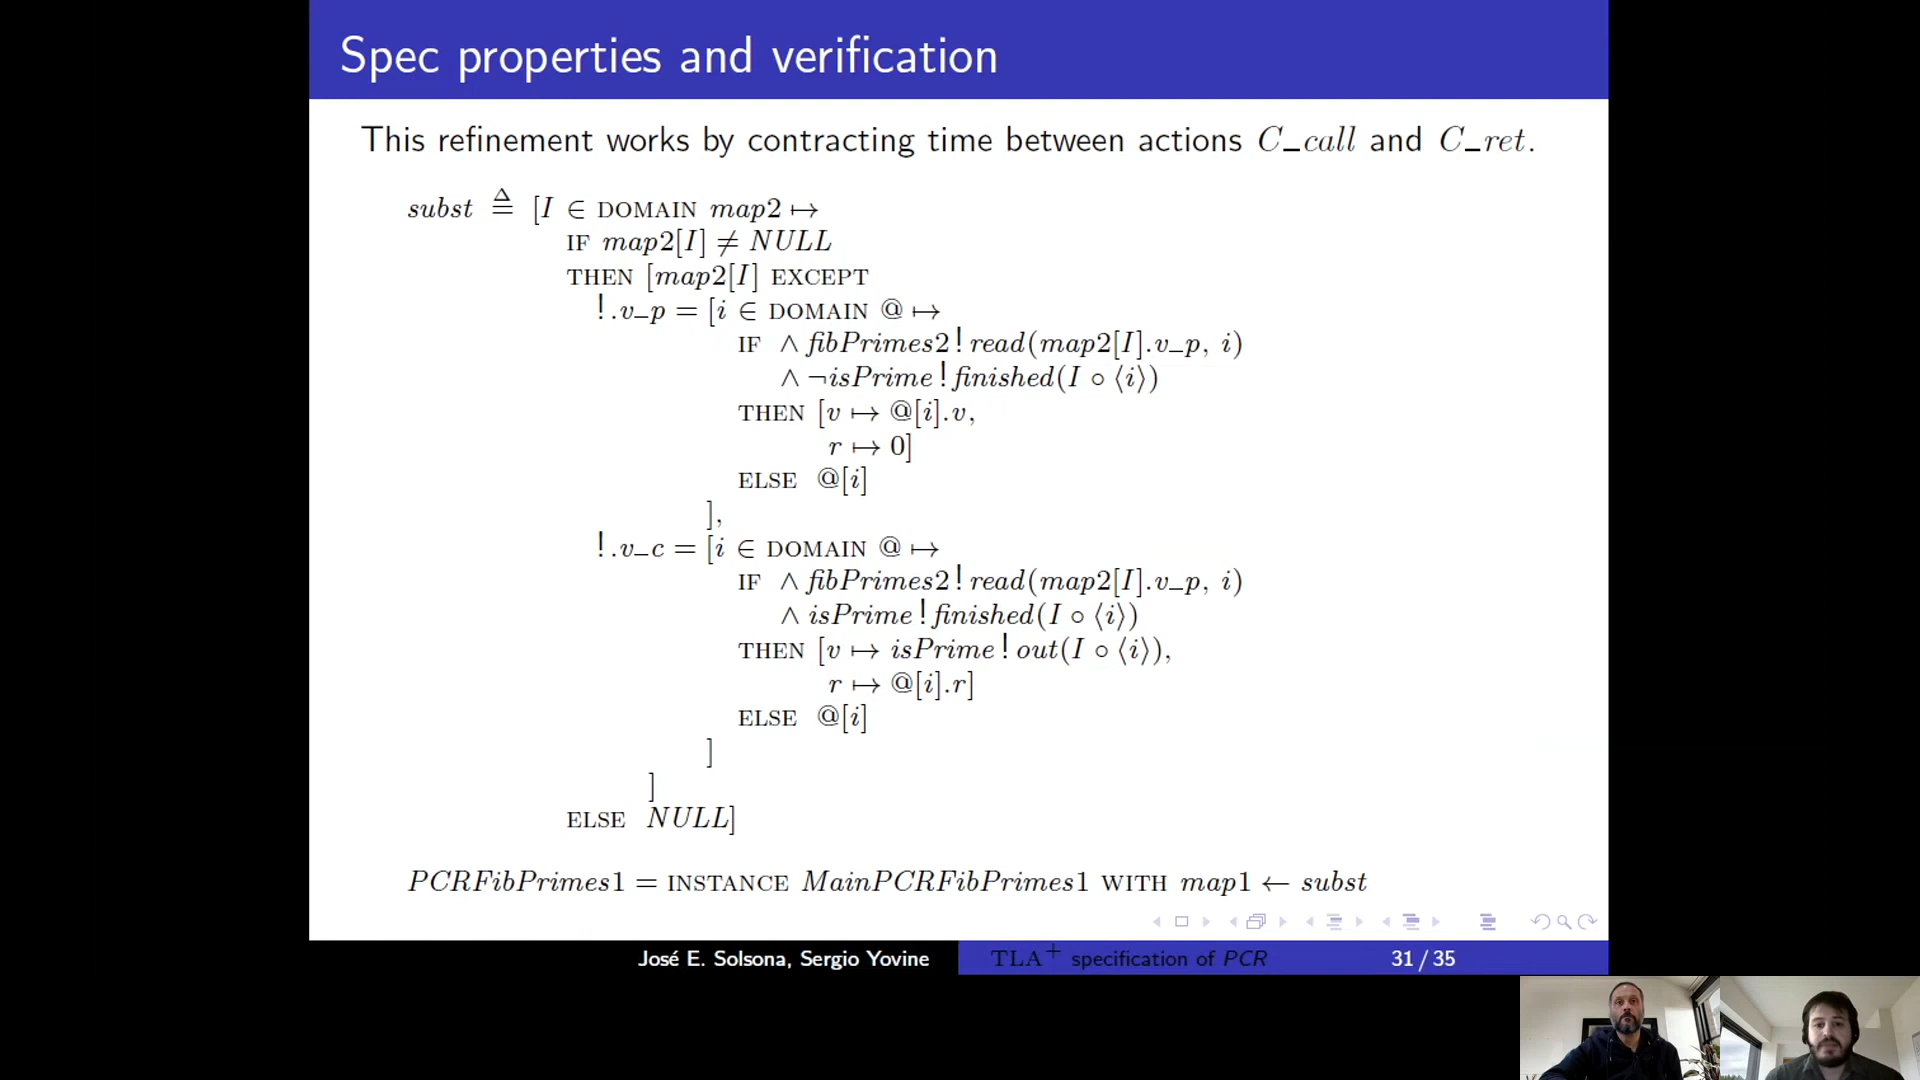 Spec properties and verification
This refinement works by contracting time between actions C_call and C_ret.
subst ≜ [I ∈ DOMAIN map2 ↦
IF map2[I] ≠ NULL
THEN [map2[I] EXCEPT
!.v_p = [i ∈ DOMAIN @ ↦
IF ∧ fibPrimes2!read(map2[I].v_p, i)
∧ ¬isPrime!finished(I ∘ ⟨i⟩)
THEN [v ↦ @[i].v,
r ↦ 0]
ELSE @[i]
],
!.v_c = [i ∈ DOMAIN @ ↦
IF ∧ fibPrimes2!read(map2[I].v_p, i)
∧ isPrime!finished(I ∘ ⟨i⟩)
THEN [v ↦ isPrime!out(I ∘ ⟨i⟩),
r ↦ @[i].r]
ELSE @[i]
]
]
ELSE NULL]
PCRFibPrimes1 = INSTANCE MainPCRFibPrimes1 WITH map1 ← subst
José E. Solsona, Sergio Yovine TLA+ specification of PCR 31 / 35